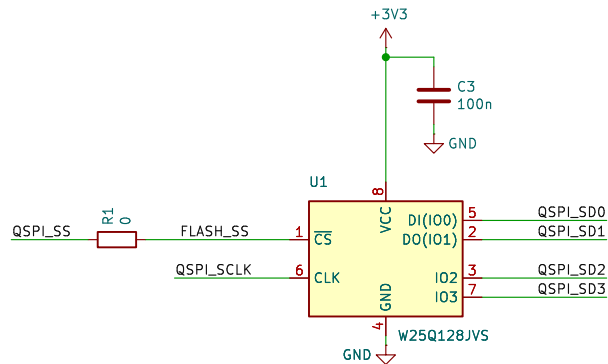 +3V3
C3
100n
GND
U1
8
VCC
R1
0
QSPI_SS
FLASH_SS
1
CS
DI(IO0)
5
QSPI_SD0
DO(IO1)
2
QSPI_SD1
QSPI_SCLK
6
CLK
IO2
3
QSPI_SD2
IO3
7
QSPI_SD3
GND
4
W25Q128JVS
GND